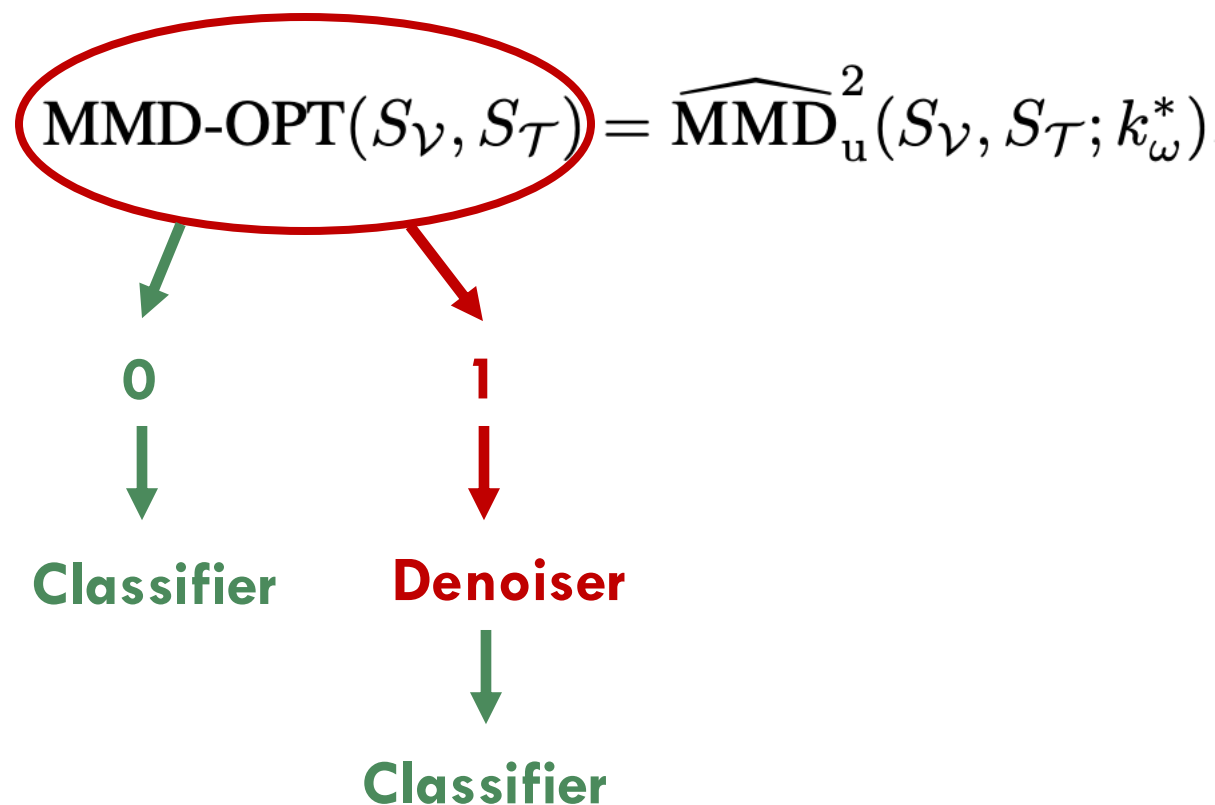 MMD-OPT(S_𝒱, S_𝒯) = \widehat{MMD}_u^2(S_𝒱, S_𝒯; k_ω^*).
0 1
Classifier Denoiser
Classifier